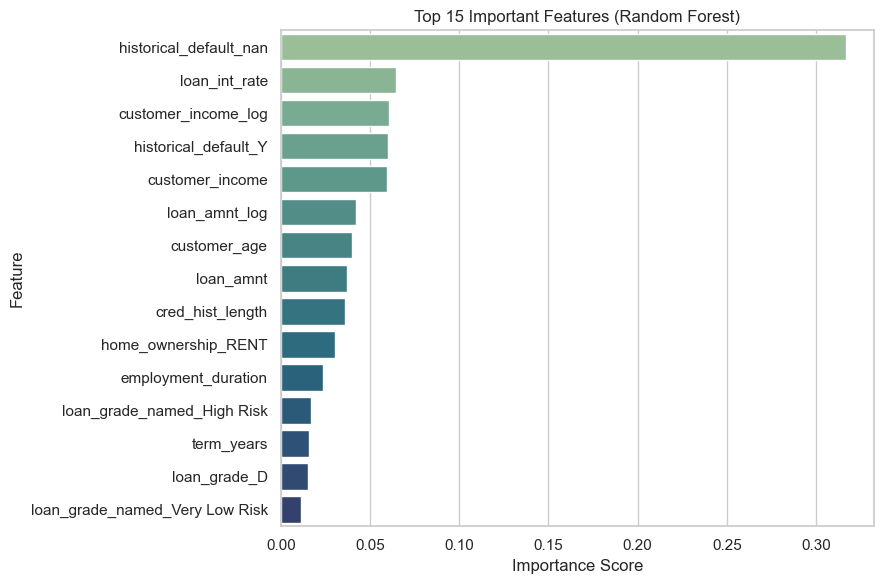 Top 15 Important Features (Random Forest)
Feature
historical_default_nan
loan_int_rate
customer_income_log
historical_default_Y
customer_income
loan_amnt_log
customer_age
loan_amnt
cred_hist_length
home_ownership_RENT
employment_duration
loan_grade_named_High Risk
term_years
loan_grade_D
loan_grade_named_Very Low Risk
0.00 0.05 0.10 0.15 0.20 0.25 0.30
Importance Score